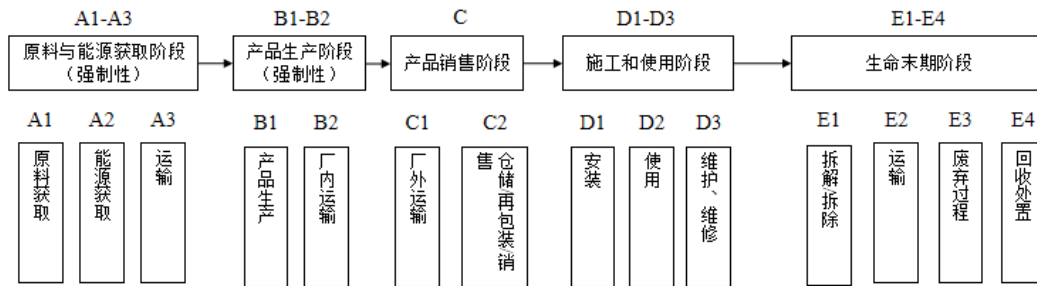 A1-A3
B1-B2
C
D1-D3
E1-E4
原料与能源获取阶段
（强制性）
产品生产阶段
（强制性）
产品销售阶段
施工和使用阶段
生命末期阶段
A1
A2
A3
B1
B2
C1
C2
D1
D2
D3
E1
E2
E3
E4
原料获取
能源获取
运输
产品生产
厂内运输
厂外运输
仓储/再包装/销
售
安装
使用
维护、维修
拆解/拆除
运输
废弃过程
回收处置